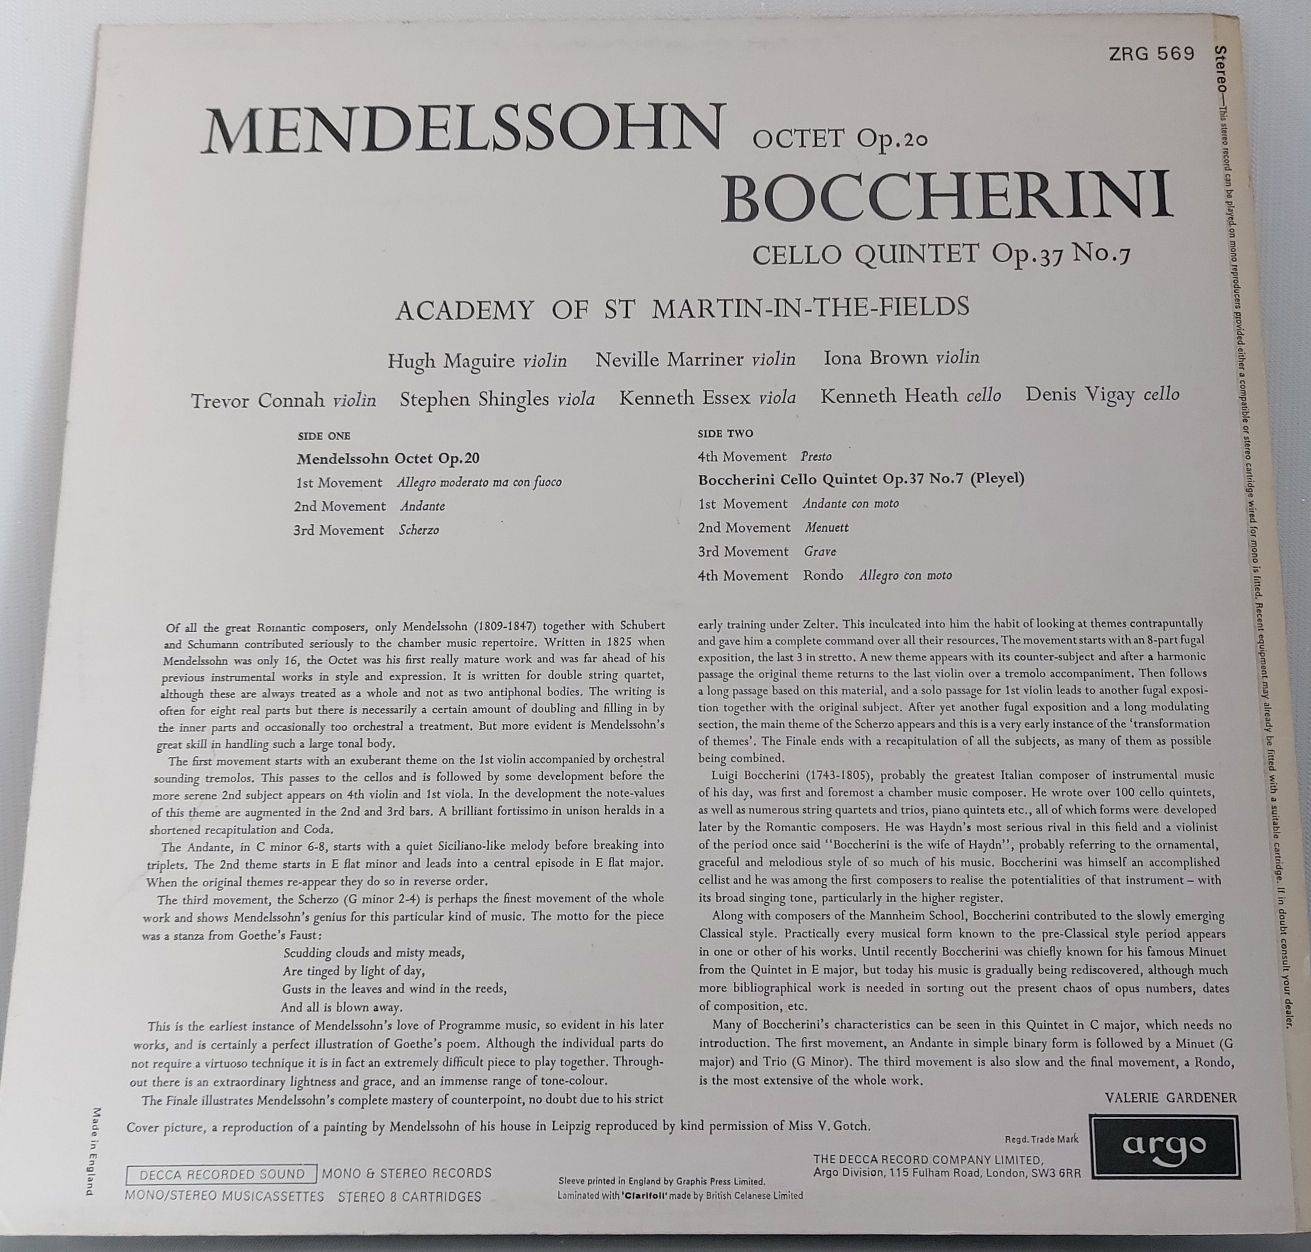 ZRG 569
MENDELSSOHN OCTET Op.20
BOCCHERINI
CELLO QUINTET Op.37 No.7
ACADEMY OF ST MARTIN-IN-THE-FIELDS
Hugh Maguire violin Neville Marriner violin Iona Brown violin
Trevor Connah violin Stephen Shingles viola Kenneth Essex viola Kenneth Heath cello Denis Vigay cello
SIDE ONE
Mendelssohn Octet Op.20
1st Movement Allegro moderato ma con fuoco
2nd Movement Andante
3rd Movement Scherzo
SIDE TWO
4th Movement Presto
Boccherini Cello Quintet Op.37 No.7 (Pleyel)
1st Movement Andante con moto
2nd Movement Menuett
3rd Movement Grave
4th Movement Rondo Allegro con moto
Of all the great Romantic composers, only Mendelssohn (1809-1847) together with Schubert
and Schumann contributed seriously to the chamber music repertoire. Written in 1825 when
Mendelssohn was only 16, the Octet was his first really mature work and was far ahead of his
previous instrumental works in style and expression. It is written for double string quartet,
although these are always treated as a whole and not as two antiphonal bodies. The writing is
often for eight real parts but there is necessarily a certain amount of doubling and filling in by
the inner parts and occasionally too orchestral a treatment. But more evident is Mendelssohn's
great skill in handling such a large tonal body.
The first movement starts with an exuberant theme on the 1st violin accompanied by orchestral
sounding tremolos. This passes to the cellos and is followed by some development before the
more serene 2nd subject appears on 4th violin and 1st viola. In the development the note-values
of this theme are augmented in the 2nd and 3rd bars. A brilliant fortissimo in unison heralds in a
shortened recapitulation and Coda.
The Andante, in C minor 6-8, starts with a quiet Siciliano-like melody before breaking into
triplets. The 2nd theme starts in E flat minor and leads into a central episode in E flat major.
When the original themes re-appear they do so in reverse order.
The third movement, the Scherzo (G minor 2-4) is perhaps the finest movement of the whole
work and shows Mendelssohn's genius for this particular kind of music. The motto for the piece
was a stanza from Goethe's Faust:
Scudding clouds and misty meads,
Are tinged by light of day,
Gusts in the leaves and wind in the reeds,
And all is blown away.
This is the earliest instance of Mendelssohn's love of Programme music, so evident in his later
works, and is certainly a perfect illustration of Goethe's poem. Although the individual parts do
not require a virtuoso technique it is in fact an extremely difficult piece to play together. Through-
out there is an extraordinary lightness and grace, and an immense range of tone-colour.
The Finale illustrates Mendelssohn's complete mastery of counterpoint, no doubt due to his strict
early training under Zelter. This inculcated into him the habit of looking at themes contrapuntally
and gave him a complete command over all their resources. The movement starts with an 8-part fugal
exposition, the last 3 in stretto. A new theme appears with its counter-subject and after a harmonic
passage the original theme returns to the last violin over a tremolo accompaniment. Then follows
a long passage based on this material, and a solo passage for 1st violin leads to another fugal exposi-
tion together with the original subject. After yet another fugal exposition and a long modulating
section, the main theme of the Scherzo appears and this is a very early instance of the 'transformation
of themes'. The Finale ends with a recapitulation of all the subjects, as many of them as possible
being combined.
Luigi Boccherini (1743-1805), probably the greatest Italian composer of instrumental music
of his day, was first and foremost a chamber music composer. He wrote over 100 cello quintets,
as well as numerous string quartets and trios, piano quintets etc., all of which forms were developed
later by the Romantic composers. He was Haydn's most serious rival in this field and a violinist
of the period once said "Boccherini is the wife of Haydn", probably referring to the ornamental,
graceful and melodious style of so much of his music. Boccherini was himself an accomplished
cellist and he was among the first composers to realise the potentialities of that instrument – with
its broad singing tone, particularly in the higher register.
Along with composers of the Mannheim School, Boccherini contributed to the slowly emerging
Classical style. Practically every musical form known to the pre-Classical style period appears
in one or other of his works. Until recently Boccherini was chiefly known for his famous Minuet
from the Quintet in E major, but today his music is gradually being rediscovered, although much
more bibliographical work is needed in sorting out the present chaos of opus numbers, dates
of composition, etc.
Many of Boccherini's characteristics can be seen in this Quintet in C major, which needs no
introduction. The first movement, an Andante in simple binary form is followed by a Minuet (G
major) and Trio (G Minor). The third movement is also slow and the final movement, a Rondo,
is the most extensive of the whole work.
VALERIE GARDENER
Cover picture, a reproduction of a painting by Mendelssohn of his house in Leipzig reproduced by kind permission of Miss V. Gotch.
Made in England
DECCA RECORDED SOUND MONO & STEREO RECORDS
MONO/STEREO MUSICASSETTES STEREO 8 CARTRIDGES
Sleeve printed in England by Graphis Press Limited.
Laminated with 'Clarifoil' made by British Celanese Limited
Regd. Trade Mark
THE DECCA RECORD COMPANY LIMITED,
Argo Division, 115 Fulham Road, London, SW3 6RR
argo
Stereo—This stereo record can be played on mono reproducers provided either a compatible or stereo cartridge wired for mono is fitted. Recent equipment may already be fitted with a suitable cartridge. If in doubt consult your dealer.